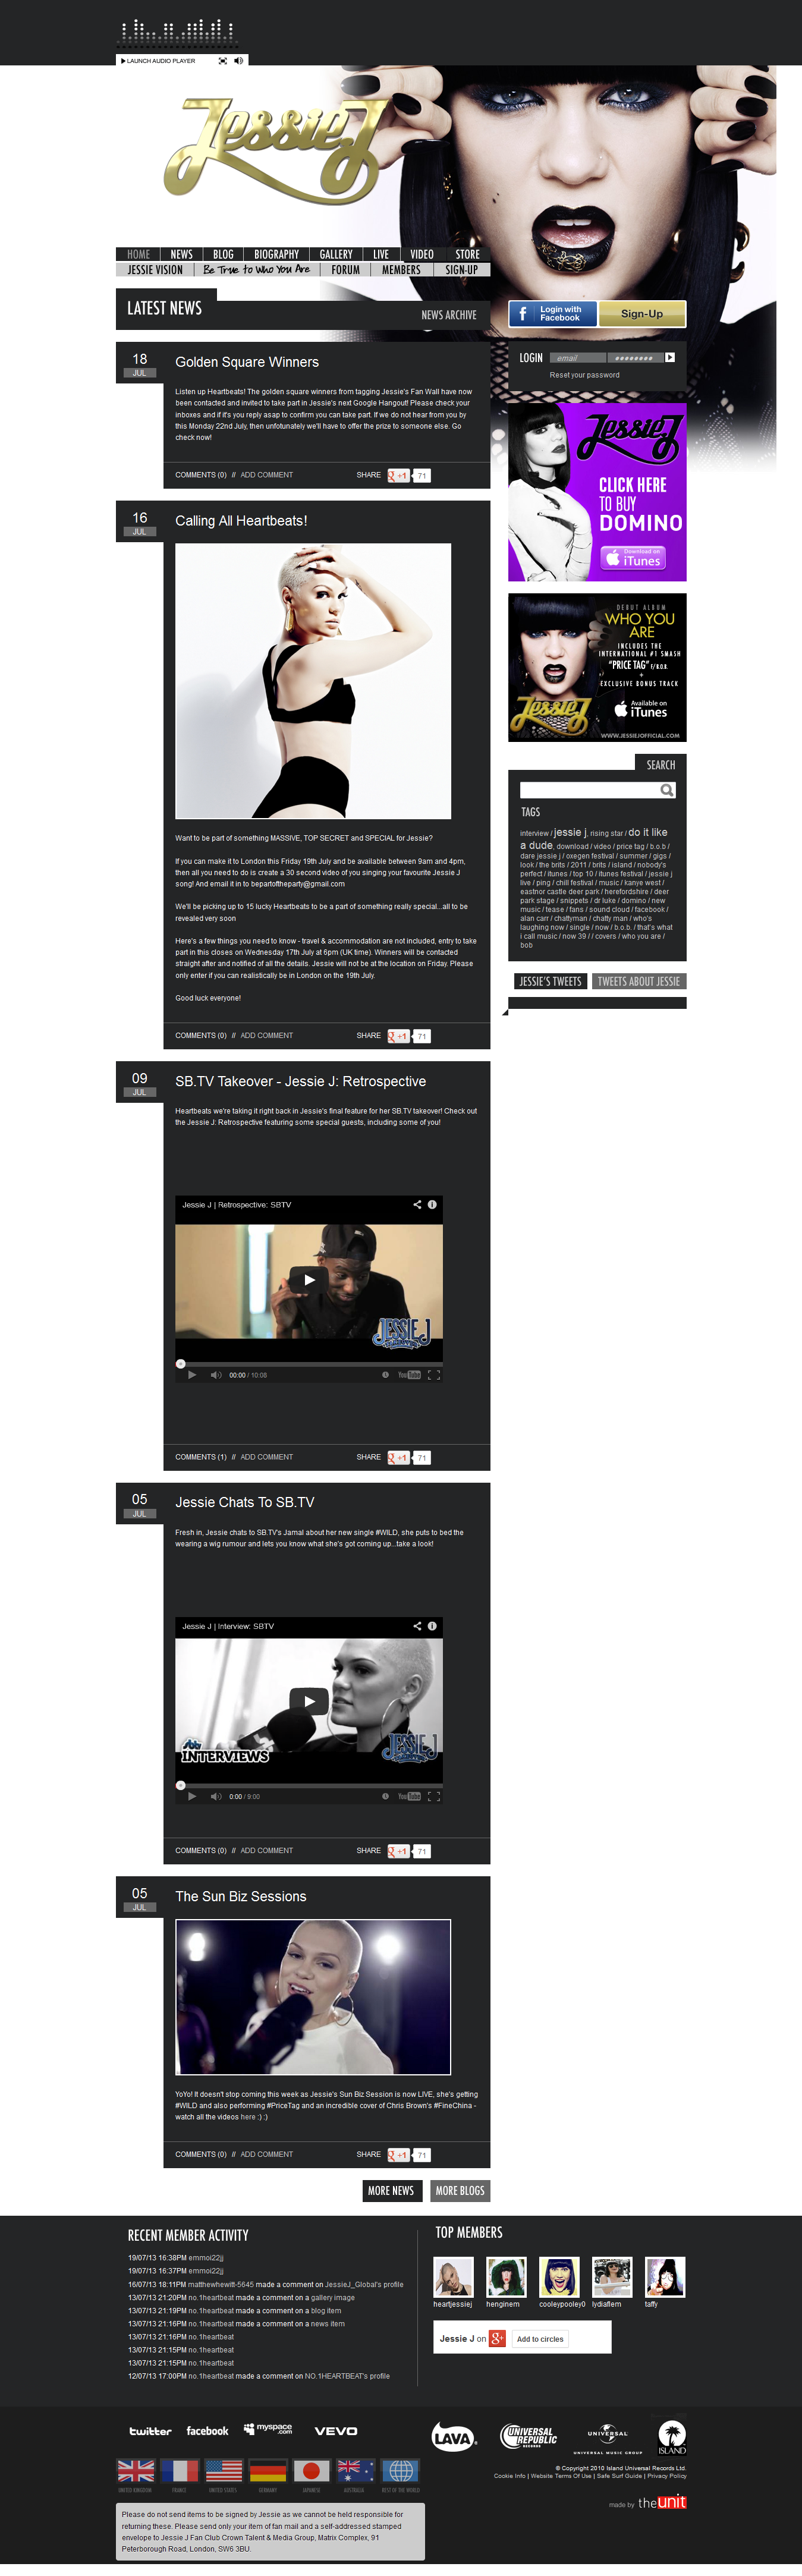 LAUNCH AUDIO PLAYER
Jessie J
HOME NEWS BLOG BIOGRAPHY GALLERY LIVE VIDEO STORE
JESSIE VISION Be True to Who You Are FORUM MEMBERS SIGN-UP
LATEST NEWS
NEWS ARCHIVE
Login with
Facebook
Sign-Up
LOGIN email
Reset your password
18
JUL
Golden Square Winners
Listen up Heartbeats! The golden square winners from tagging Jessie's Fan Wall have now
been contacted and invited to take part in Jessie's next Google Hangout! Please check your
inboxes and if it's you reply asap to confirm you can take part. If we do not hear from you by
this Monday 22nd July, then unfotunately we'll have to offer the prize to someone else. Go
check now!
COMMENTS (0) // ADD COMMENT SHARE g +1 71
Jessie J
CLICK HERE
TO BUY
DOMINO
Download on
iTunes
16
JUL
Calling All Heartbeats!
Want to be part of something MASSIVE, TOP SECRET and SPECIAL for Jessie?
If you can make it to London this Friday 19th July and be available between 9am and 4pm,
then all you need to do is create a 30 second video of you singing your favourite Jessie J
song! And email it in to bepartoftheparty@gmail.com
We'll be picking up to 15 lucky Heartbeats to be a part of something really special...all to be
revealed very soon
Here's a few things you need to know - travel & accommodation are not included, entry to take
part in this closes on Wednesday 17th July at 6pm (UK time). Winners will be contacted
straight after and notified of all the details. Jessie will not be at the location on Friday. Please
only enter if you can realistically be in London on the 19th July.
Good luck everyone!
COMMENTS (0) // ADD COMMENT SHARE g +1 71
DEBUT ALBUM
WHO YOU
ARE
INCLUDES THE
INTERNATIONAL #1 SMASH
"PRICE TAG" F/B.O.B.
+
EXCLUSIVE BONUS TRACK
Jessie J
Available on
iTunes
WWW.JESSIEJOFFICIAL.COM
SEARCH
TAGS
interview / jessie j, rising star / do it like
a dude, download / video / price tag / b.o.b /
dare jessie j / oxegen festival / summer / gigs /
look / the brits / 2011 / brits / island / nobody's
perfect / itunes / top 10 / itunes festival / jessie j
live / ping / chill festival / music / kanye west /
eastnor castle deer park / herefordshire / deer
park stage / snippets / dr luke / domino / new
music / tease / fans / sound cloud / facebook /
alan carr / chattyman / chatty man / who's
laughing now / single / now / b.o.b. / that's what
i call music / now 39 / / covers / who you are /
bob
JESSIE'S TWEETS TWEETS ABOUT JESSIE
09
JUL
SB.TV Takeover - Jessie J: Retrospective
Heartbeats we're taking it right back in Jessie's final feature for her SB.TV takeover! Check out
the Jessie J: Retrospective featuring some special guests, including some of you!
Jessie J | Retrospective: SBTV
JESSIE J
00:00 / 10:08 YouTube
COMMENTS (1) // ADD COMMENT SHARE g +1 71
05
JUL
Jessie Chats To SB.TV
Fresh in, Jessie chats to SB.TV's Jamal about her new single #WILD, she puts to bed the
wearing a wig rumour and lets you know what she's got coming up...take a look!
Jessie J | Interview: SBTV
sbtv
INTERVIEWS
JESSIE J
0:00 / 9:00 YouTube
COMMENTS (0) // ADD COMMENT SHARE g +1 71
05
JUL
The Sun Biz Sessions
YoYo! It doesn't stop coming this week as Jessie's Sun Biz Session is now LIVE, she's getting
#WILD and also performing #PriceTag and an incredible cover of Chris Brown's #FineChina -
watch all the videos here :) :)
COMMENTS (0) // ADD COMMENT SHARE g +1 71
MORE NEWS MORE BLOGS
RECENT MEMBER ACTIVITY
19/07/13 16:38PM emmoi22jj
19/07/13 16:37PM emmoi22jj
16/07/13 18:11PM matthewhewitt-5645 made a comment on JessieJ_Global's profile
13/07/13 21:20PM no.1heartbeat made a comment on a gallery image
13/07/13 21:19PM no.1heartbeat made a comment on a blog item
13/07/13 21:16PM no.1heartbeat made a comment on a news item
13/07/13 21:16PM no.1heartbeat
13/07/13 21:15PM no.1heartbeat
13/07/13 21:15PM no.1heartbeat
12/07/13 17:00PM no.1heartbeat made a comment on NO.1HEARTBEAT's profile
TOP MEMBERS
heartjessiej henginem cooleypooley0 lydiaftem taffy
Jessie J on g+ Add to circles
twitter facebook myspace.com VEVO
LAVA UNIVERSAL REPUBLIC RECORDS UNIVERSAL UNIVERSAL MUSIC GROUP ISLAND
UNITED KINGDOM FRANCE UNITED STATES GERMANY JAPANESE AUSTRALIA REST OF THE WORLD
© Copyright 2010 Island Universal Records Ltd.
Cookie Info | Website Terms Of Use | Safe Surf Guide | Privacy Policy
made by theunit
Please do not send items to be signed by Jessie as we cannot be held responsible for
returning these. Please send only your item of fan mail and a self-addressed stamped
envelope to Jessie J Fan Club Crown Talent & Media Group, Matrix Complex, 91
Peterborough Road, London, SW6 3BU.